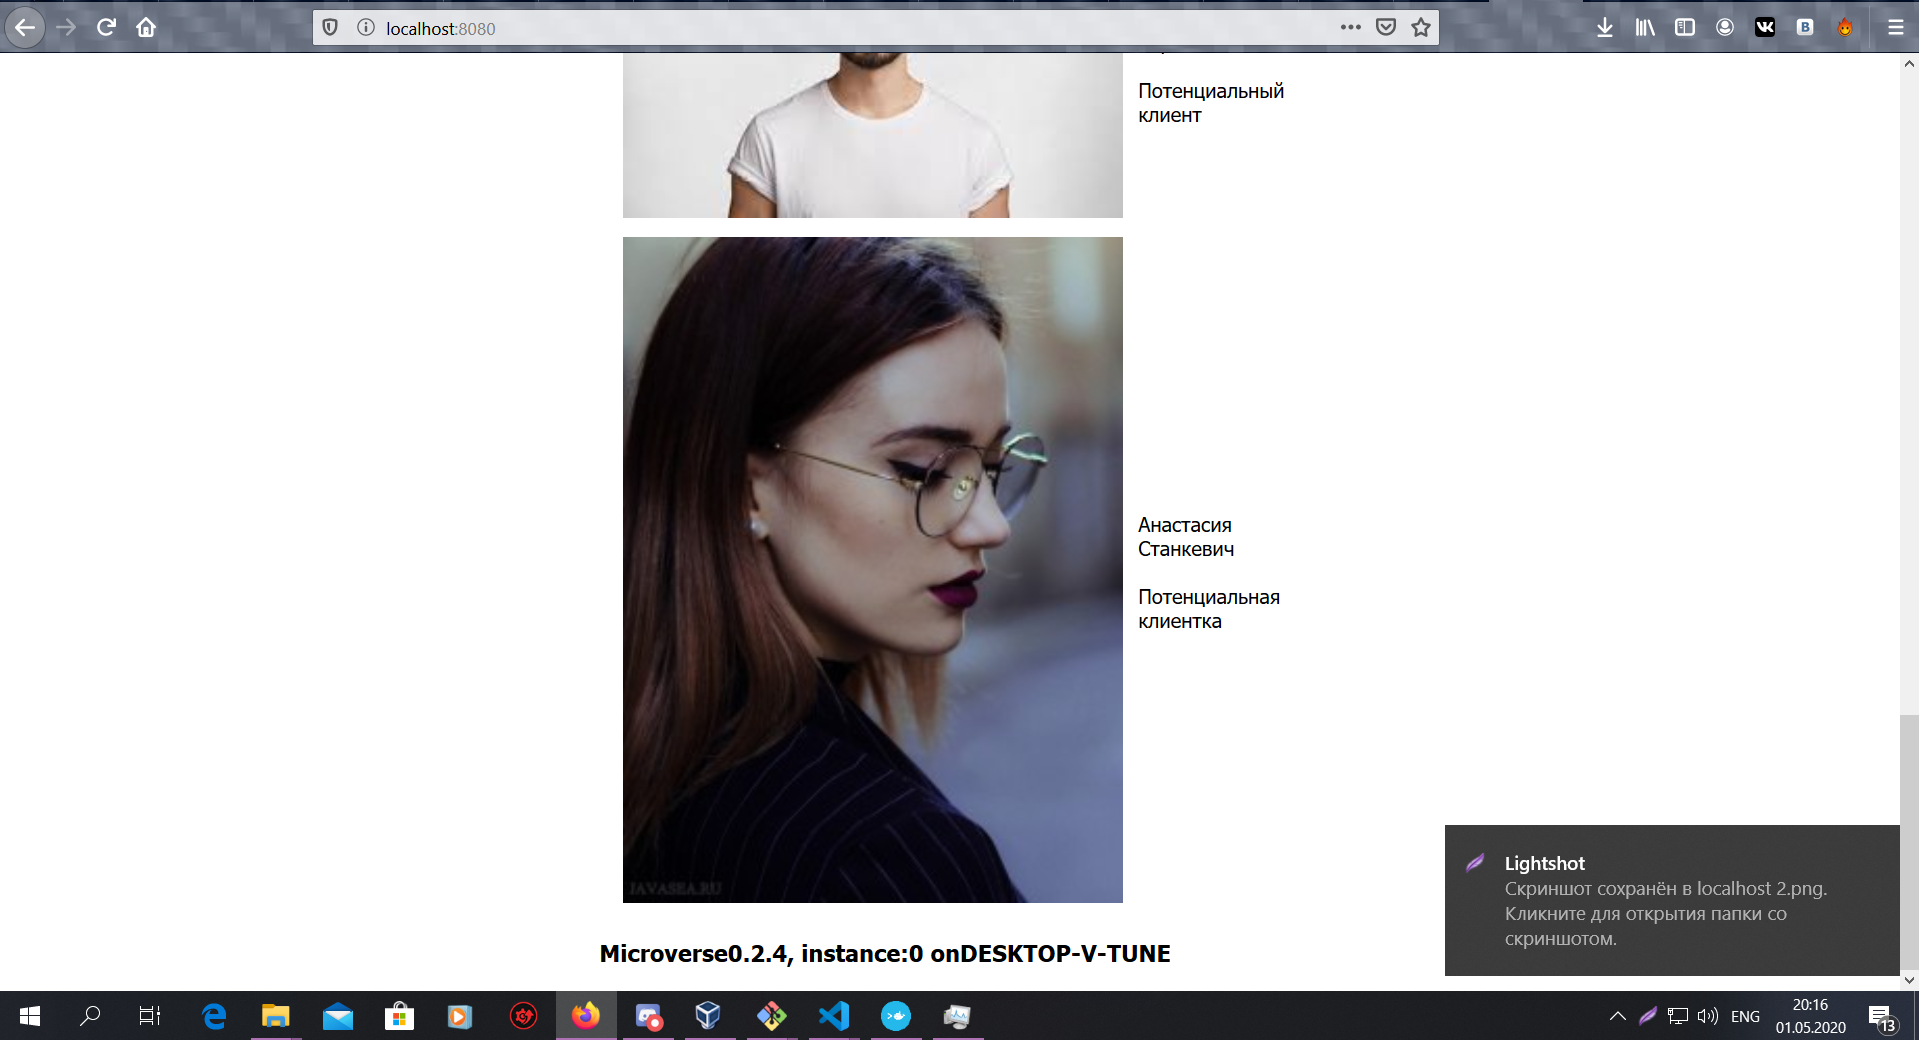 localhost:8080
Потенциальный
клиент
Анастасия
Станкевич
Потенциальная
клиентка
JAVASEA.RU
Microverse0.2.4, instance:0 onDESKTOP-V-TUNE
Lightshot
Скриншот сохранён в localhost 2.png.
Кликните для открытия папки со
скриншотом.
ENG
20:16
01.05.2020
13